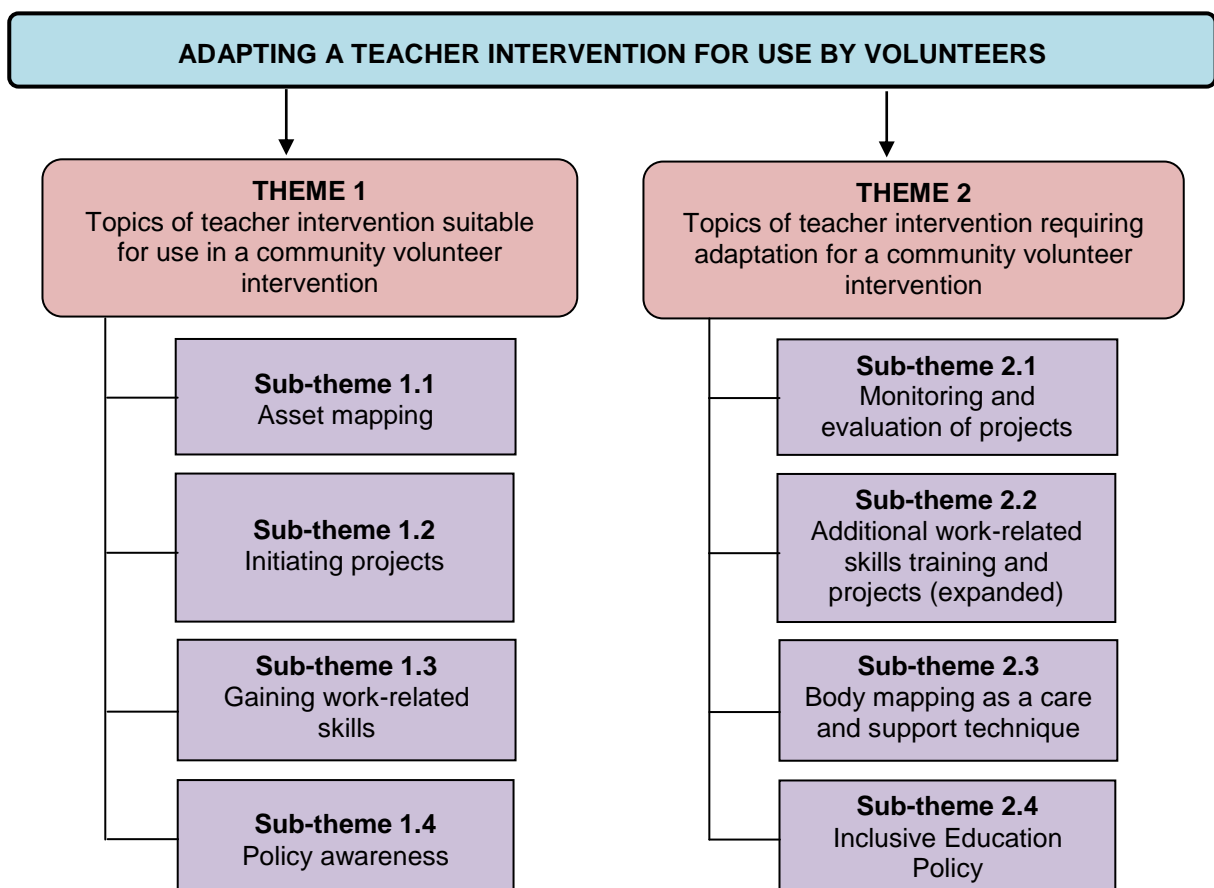 ADAPTING A TEACHER INTERVENTION FOR USE BY VOLUNTEERS
THEME 1
Topics of teacher intervention suitable
for use in a community volunteer
intervention
Sub-theme 1.1
Asset mapping
Sub-theme 1.2
Initiating projects
Sub-theme 1.3
Gaining work-related
skills
Sub-theme 1.4
Policy awareness
THEME 2
Topics of teacher intervention requiring
adaptation for a community volunteer
intervention
Sub-theme 2.1
Monitoring and
evaluation of projects
Sub-theme 2.2
Additional work-related
skills training and
projects (expanded)
Sub-theme 2.3
Body mapping as a care
and support technique
Sub-theme 2.4
Inclusive Education
Policy